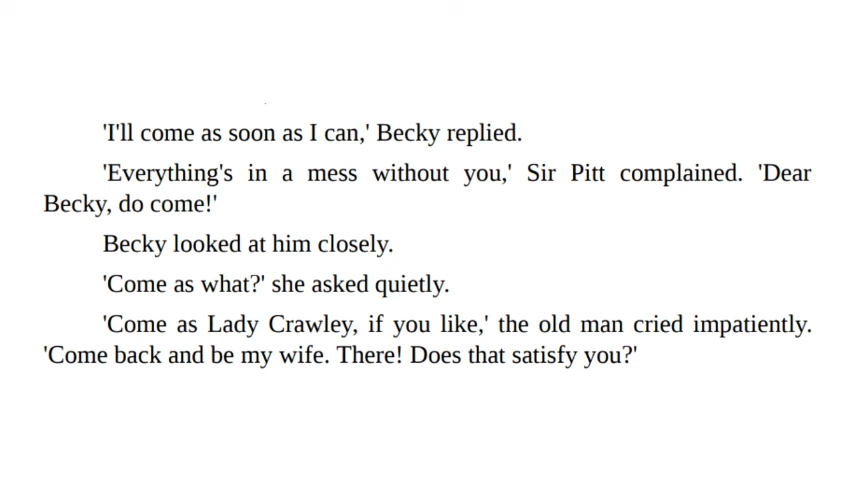 'I'll come as soon as I can,' Becky replied.
'Everything's in a mess without you,' Sir Pitt complained. 'Dear
Becky, do come!'
Becky looked at him closely.
'Come as what?' she asked quietly.
'Come as Lady Crawley, if you like,' the old man cried impatiently.
'Come back and be my wife. There! Does that satisfy you?'